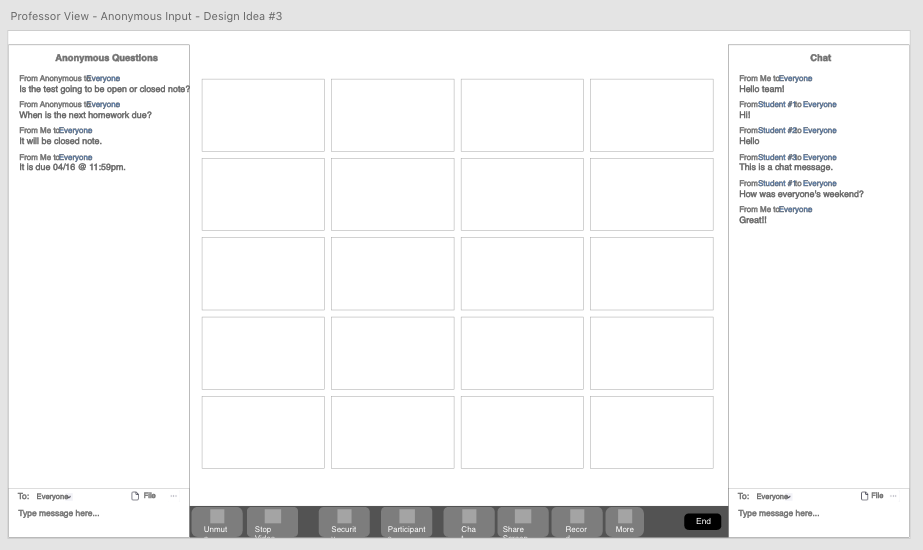 Professor View - Anonymous Input - Design Idea #3
Anonymous Questions
From Anonymous to Everyone
Is the test going to be open or closed note?
From Anonymous to Everyone
When is the next homework due?
From Me to Everyone
It will be closed note.
From Me to Everyone
It is due 04/16 @ 11:59pm.
To: Everyone
File ...
Type message here...
Chat
From Me to Everyone
Hello team!
From Student #1 to Everyone
Hi!
From Student #2 to Everyone
Hello
From Student #3 to Everyone
This is a chat message.
From Student #1 to Everyone
How was everyone's weekend?
From Me to Everyone
Great!!
To: Everyone
File ...
Type message here...
Unmut
Stop
Video
Securit
y
Participant
s
Cha
t
Share
Screen
Recor
d
More
End